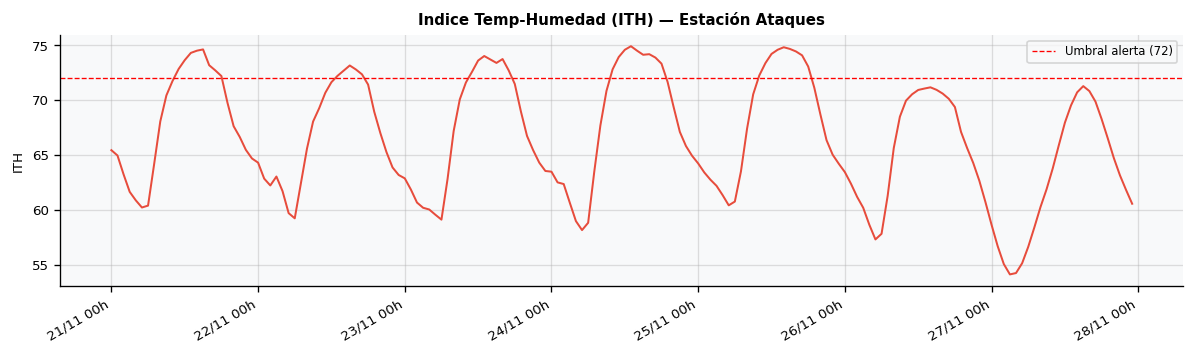 Indice Temp-Humedad (ITH) — Estación Ataques
Umbral alerta (72)
ITH
75
70
65
60
55
21/11 00h
22/11 00h
23/11 00h
24/11 00h
25/11 00h
26/11 00h
27/11 00h
28/11 00h